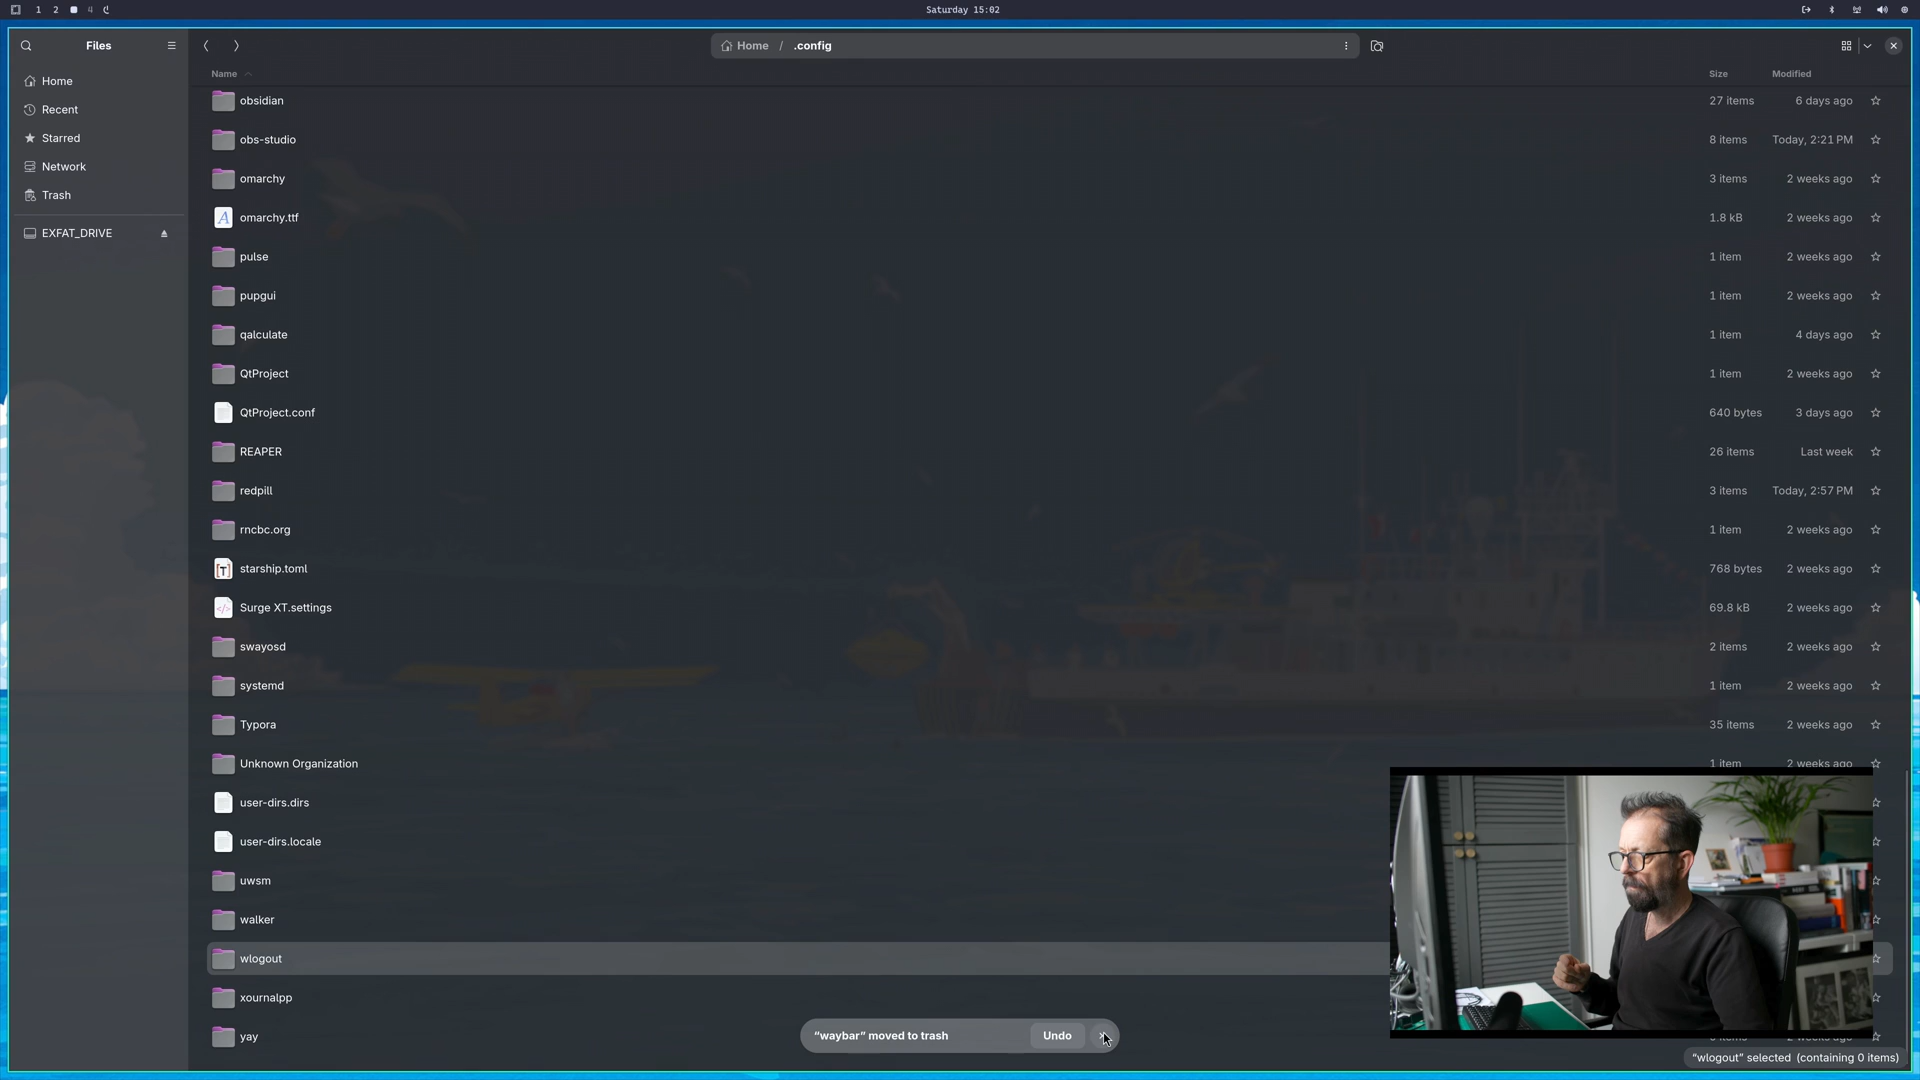 1 2 4
Saturday 15:02
Files
Home / .config
Name Size Modified
Home
Recent
Starred
Network
Trash
EXFAT_DRIVE
obsidian 27 items 6 days ago
obs-studio 8 items Today, 2:21 PM
omarchy 3 items 2 weeks ago
omarchy.ttf 1.8 kB 2 weeks ago
pulse 1 item 2 weeks ago
pupgui 1 item 2 weeks ago
qalculate 1 item 4 days ago
QtProject 1 item 2 weeks ago
QtProject.conf 640 bytes 3 days ago
REAPER 26 items Last week
redpill 3 items Today, 2:57 PM
rncbc.org 1 item 2 weeks ago
starship.toml 768 bytes 2 weeks ago
Surge XT.settings 69.8 kB 2 weeks ago
swayosd 2 items 2 weeks ago
systemd 1 item 2 weeks ago
Typora 35 items 2 weeks ago
Unknown Organization 1 item 2 weeks ago
user-dirs.dirs
user-dirs.locale
uwsm
walker
wlogout
xournalpp
yay
“waybar” moved to trash Undo
“wlogout” selected (containing 0 items)